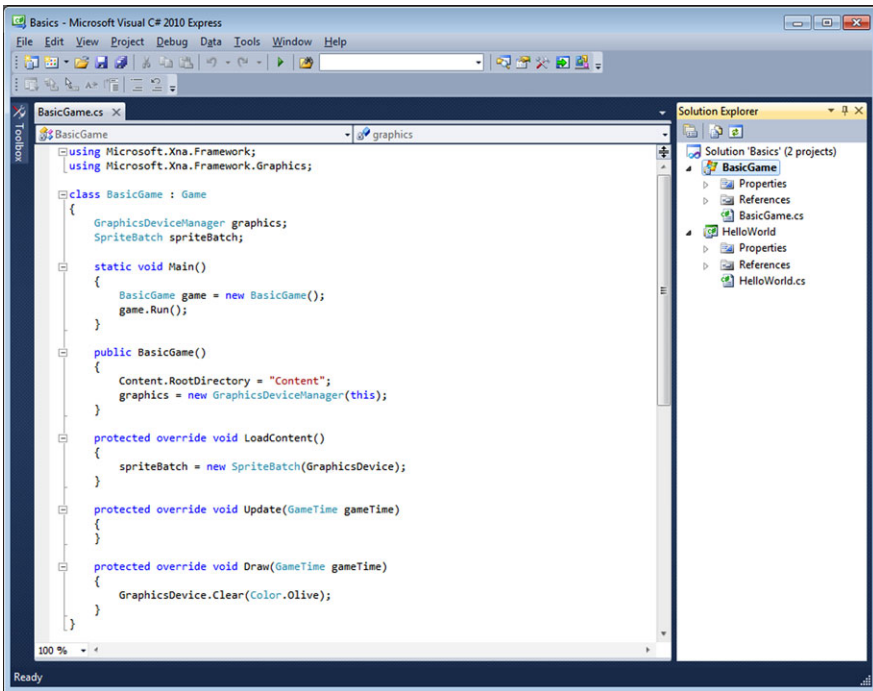 Basics - Microsoft Visual C# 2010 Express
File Edit View Project Debug Data Tools Window Help
Toolbox
BasicGame.cs
BasicGame
graphics
using Microsoft.Xna.Framework;
using Microsoft.Xna.Framework.Graphics;
class BasicGame : Game
{
GraphicsDeviceManager graphics;
SpriteBatch spriteBatch;
static void Main()
{
BasicGame game = new BasicGame();
game.Run();
}
public BasicGame()
{
Content.RootDirectory = "Content";
graphics = new GraphicsDeviceManager(this);
}
protected override void LoadContent()
{
spriteBatch = new SpriteBatch(GraphicsDevice);
}
protected override void Update(GameTime gameTime)
{
}
protected override void Draw(GameTime gameTime)
{
GraphicsDevice.Clear(Color.Olive);
}
}
100 %
Solution Explorer
Solution 'Basics' (2 projects)
BasicGame
Properties
References
BasicGame.cs
HelloWorld
Properties
References
HelloWorld.cs
Ready